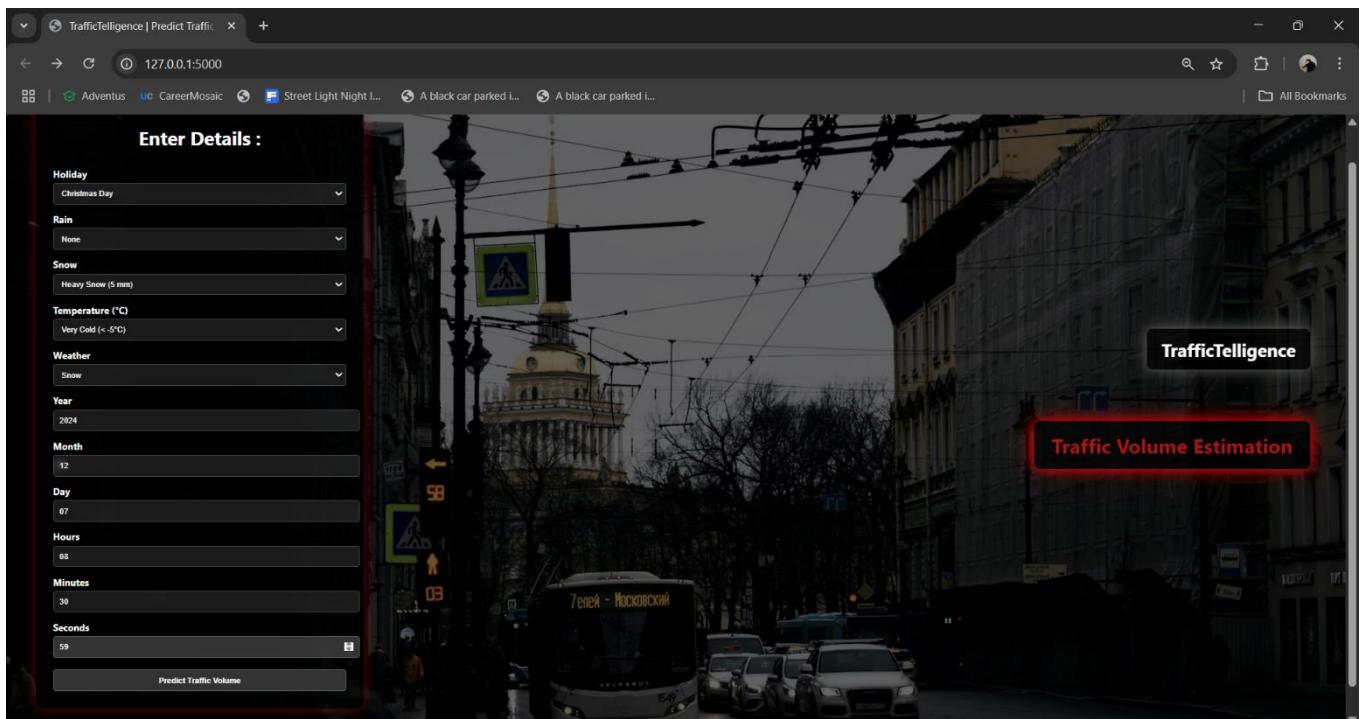 TrafficTelligence | Predict Traffic
127.0.0.1:5000
Adventus
uc CareerMosaic
Street Light Night I...
A black car parked i...
A black car parked i...
All Bookmarks
Enter Details :
Holiday
Christmas Day
Rain
None
Snow
Heavy Snow (5 mm)
Temperature (°C)
Very Cold (< -5°C)
Weather
Snow
Year
2024
Month
12
Day
07
Hours
08
Minutes
30
Seconds
59
Predict Traffic Volume
TrafficTelligence
Traffic Volume Estimation
58
03
7епей - Московский
VOLGABUS